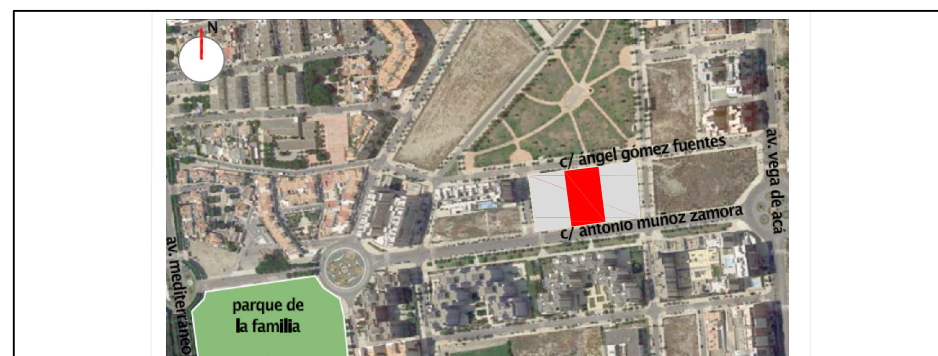 N
c/ ángel gómez fuentes
av. vega de acá
c/ antonio muñoz zamora
av. mediterráneo
parque de
la familia